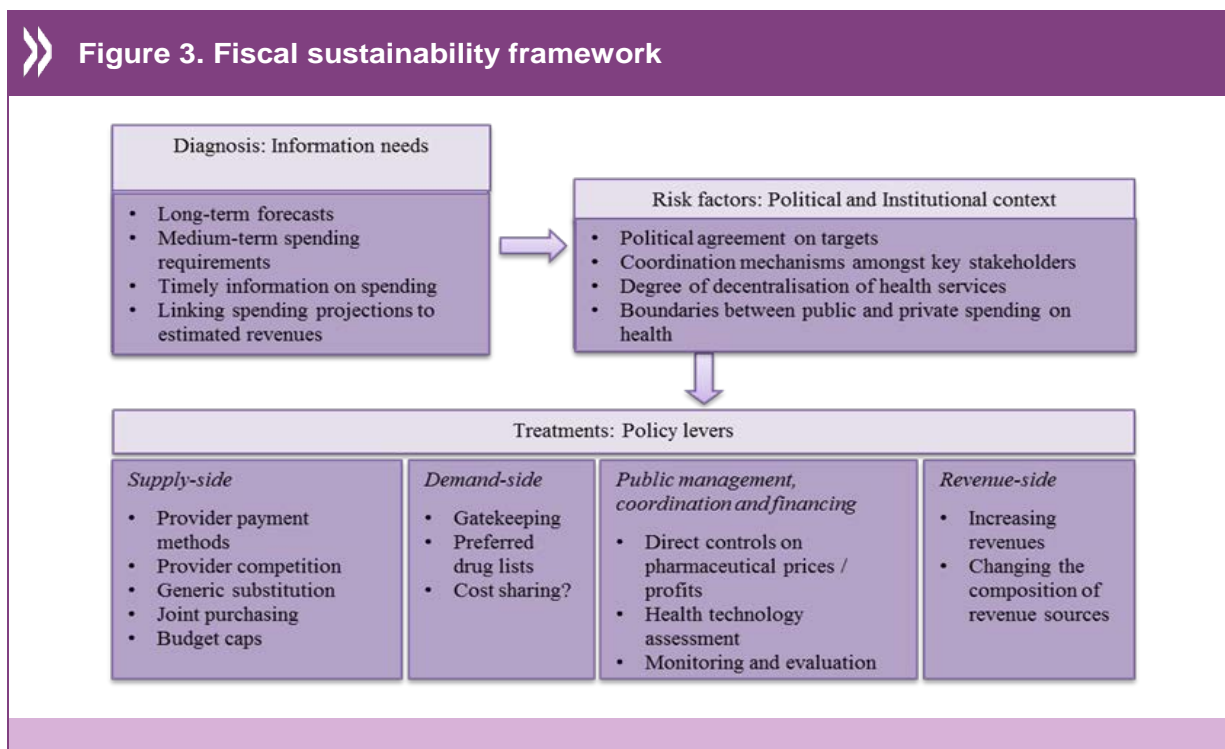 Figure 3. Fiscal sustainability framework
Diagnosis: Information needs
• Long-term forecasts
• Medium-term spending
requirements
• Timely information on spending
• Linking spending projections to
estimated revenues
Risk factors: Political and Institutional context
• Political agreement on targets
• Coordination mechanisms amongst key stakeholders
• Degree of decentralisation of health services
• Boundaries between public and private spending on
health
Treatments: Policy levers
Supply-side
• Provider payment
methods
• Provider competition
• Generic substitution
• Joint purchasing
• Budget caps
Demand-side
• Gatekeeping
• Preferred
drug lists
• Cost sharing?
Public management,
coordination and financing
• Direct controls on
pharmaceutical prices /
profits
• Health technology
assessment
• Monitoring and evaluation
Revenue-side
• Increasing
revenues
• Changing the
composition of
revenue sources